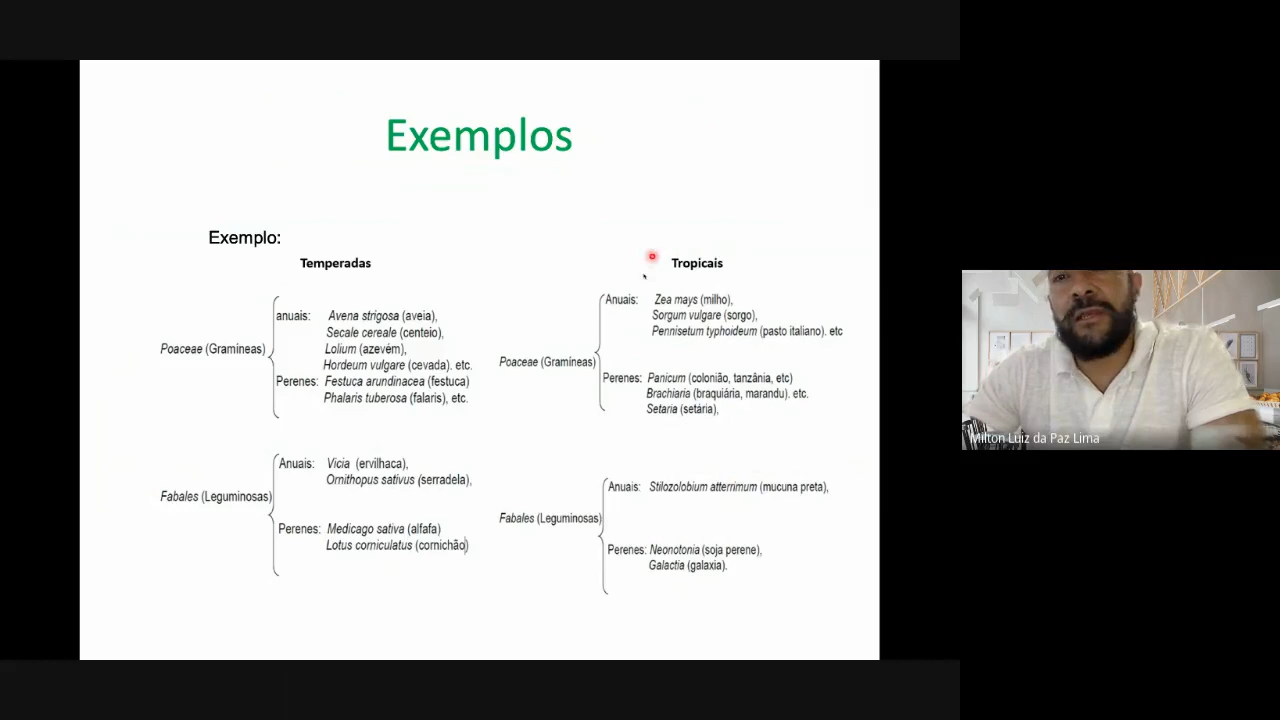 Exemplos
Exemplo:
Temperadas
Poaceae (Gramíneas)
anuais: Avena strigosa (aveia),
Secale cereale (centeio),
Lolium (azevém),
Hordeum vulgare (cevada). etc.
Perenes: Festuca arundinacea (festuca)
Phalaris tuberosa (falaris), etc.
Fabales (Leguminosas)
Anuais: Vicia (ervilhaca),
Ornithopus sativus (serradela),
Perenes: Medicago sativa (alfafa)
Lotus corniculatus (cornichão)
Tropicais
Poaceae (Gramíneas)
Anuais: Zea mays (milho),
Sorgum vulgare (sorgo),
Pennisetum typhoideum (pasto italiano). etc
Perenes: Panicum (colonião, tanzânia, etc)
Brachiaria (braquiária, marandu). etc.
Setaria (setária),
Fabales (Leguminosas)
Anuais: Stilozolobium atterrimum (mucuna preta),
Perenes: Neonotonia (soja perene),
Galactia (galaxia).
Milton Luiz da Paz Lima